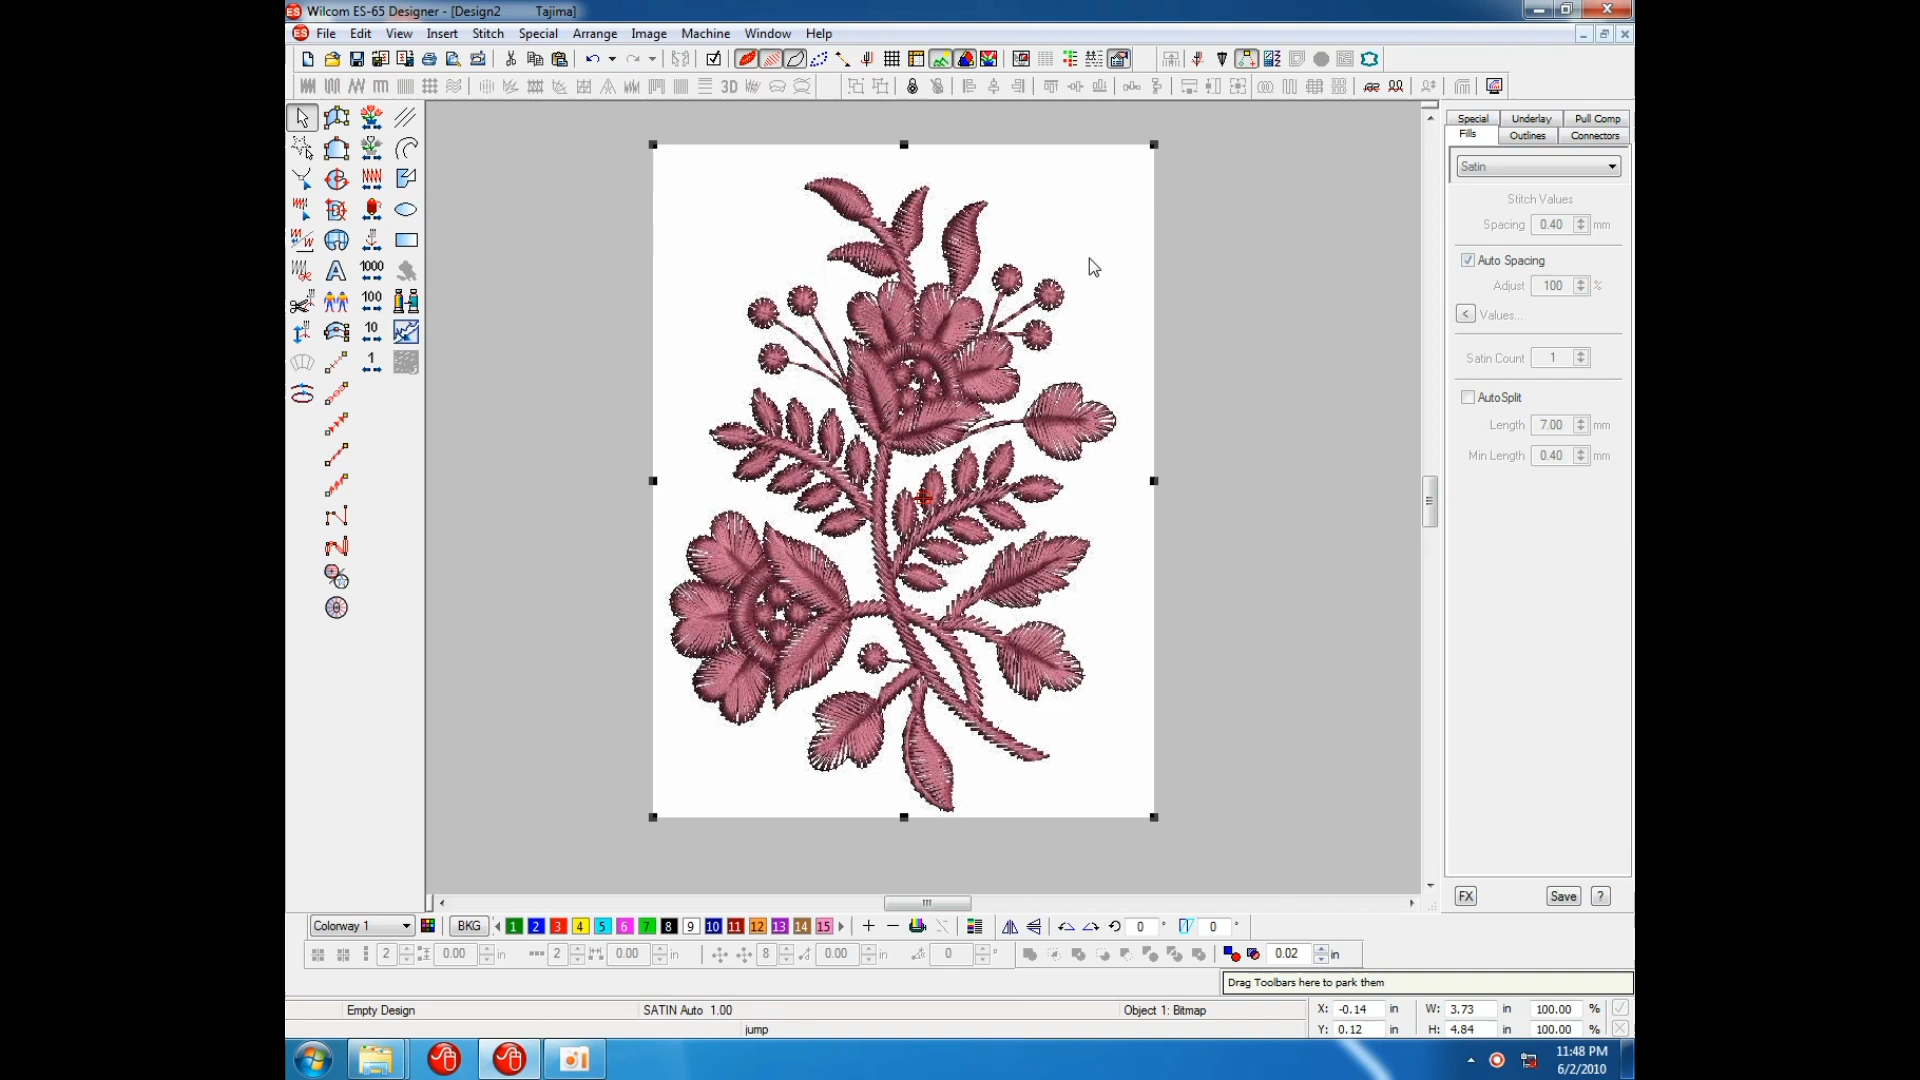 Wilcom ES-65 Designer - [Design2 Tajima]
File Edit View Insert Stitch Special Arrange Image Machine Window Help
3D
1000
100
10
1
A
Special Underlay Pull Comp
Fills Outlines Connectors
Satin
Stitch Values
Spacing 0.40 mm
Auto Spacing
Adjust 100 %
< Values...
Satin Count 1
AutoSplit
Length 7.00 mm
Min Length 0.40 mm
FX Save ?
Colorway 1 BKG 1 2 3 4 5 6 7 8 9 10 11 12 13 14 15 0 ° 0 °
2 0.00 in 2 0.00 in 8 0.00 in 0 ° 0.02 in
Drag Toolbars here to park them
Empty Design SATIN Auto 1.00 Object 1: Bitmap X: -0.14 in W: 3.73 in 100.00 %
jump Y: 0.12 in H: 4.84 in 100.00 %
11:48 PM
6/2/2010